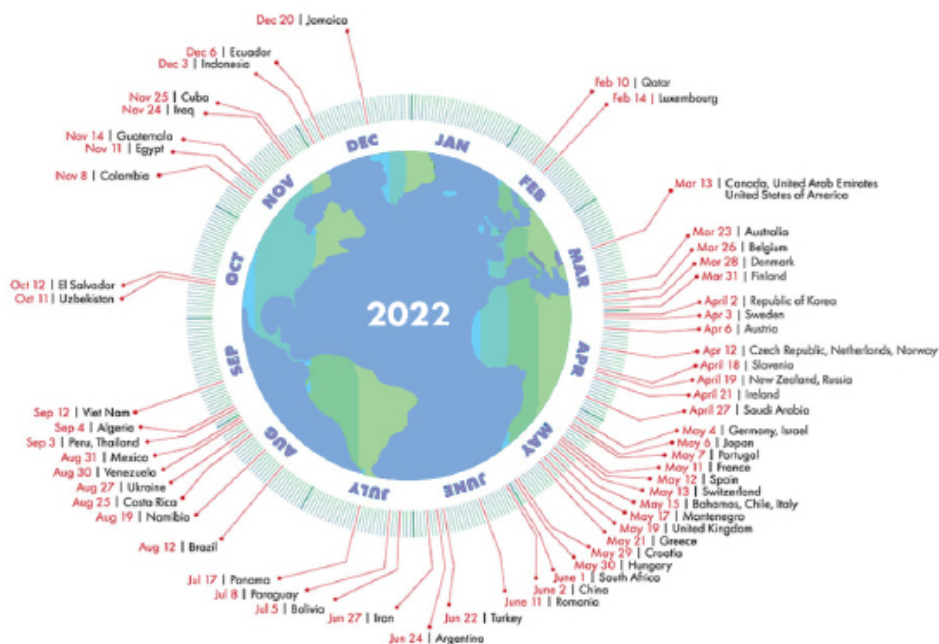 Dec 20 | Jamaica
Dec 6 | Ecuador
Dec 3 | Indonesia
Nov 25 | Cuba
Nov 24 | Iraq
Nov 14 | Guatemala
Nov 11 | Egypt
Nov 8 | Colombia
Oct 12 | El Salvador
Oct 11 | Uzbekistan
Sep 12 | Viet Nam
Sep 4 | Algeria
Sep 3 | Peru, Thailand
Aug 31 | Mexico
Aug 30 | Venezuela
Aug 27 | Ukraine
Aug 25 | Costa Rica
Aug 19 | Namibia
Aug 12 | Brazil
Jul 17 | Panama
Jul 8 | Paraguay
Jul 5 | Bolivia
Jun 27 | Iran
Jun 24 | Argentina
Jun 22 | Turkey
Feb 10 | Qatar
Feb 14 | Luxembourg
Mar 13 | Canada, United Arab Emirates
United States of America
Mar 23 | Australia
Mar 26 | Belgium
Mar 28 | Denmark
Mar 31 | Finland
April 2 | Republic of Korea
Apr 3 | Sweden
Apr 6 | Austria
Apr 12 | Czech Republic, Netherlands, Norway
April 18 | Slovenia
April 19 | New Zealand, Russia
April 21 | Ireland
April 27 | Saudi Arabia
May 4 | Germany, Israel
May 6 | Japan
May 7 | Portugal
May 11 | France
May 12 | Spain
May 13 | Switzerland
May 15 | Bahamas, Chile, Italy
May 17 | Montenegro
May 19 | United Kingdom
May 21 | Greece
May 29 | Croatia
May 30 | Hungary
June 1 | South Africa
June 2 | China
June 11 | Romania
JAN
FEB
MAR
APR
MAY
JUNE
JULY
AUG
SEP
OCT
NOV
DEC
2022